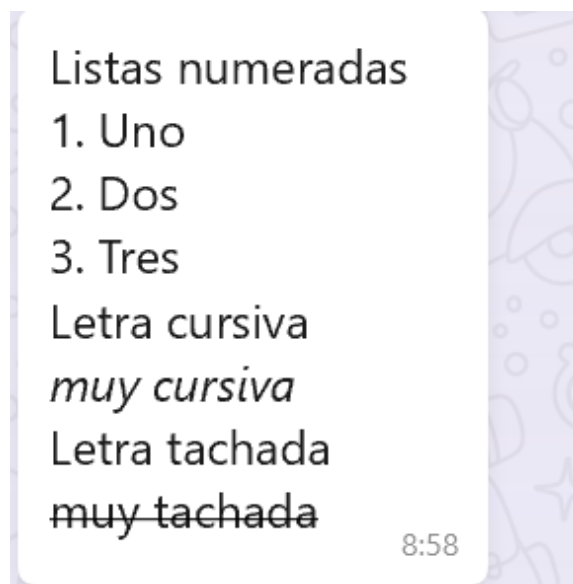 Listas numeradas
1. Uno
2. Dos
3. Tres
Letra cursiva
muy cursiva
Letra tachada
muy tachada
8:58